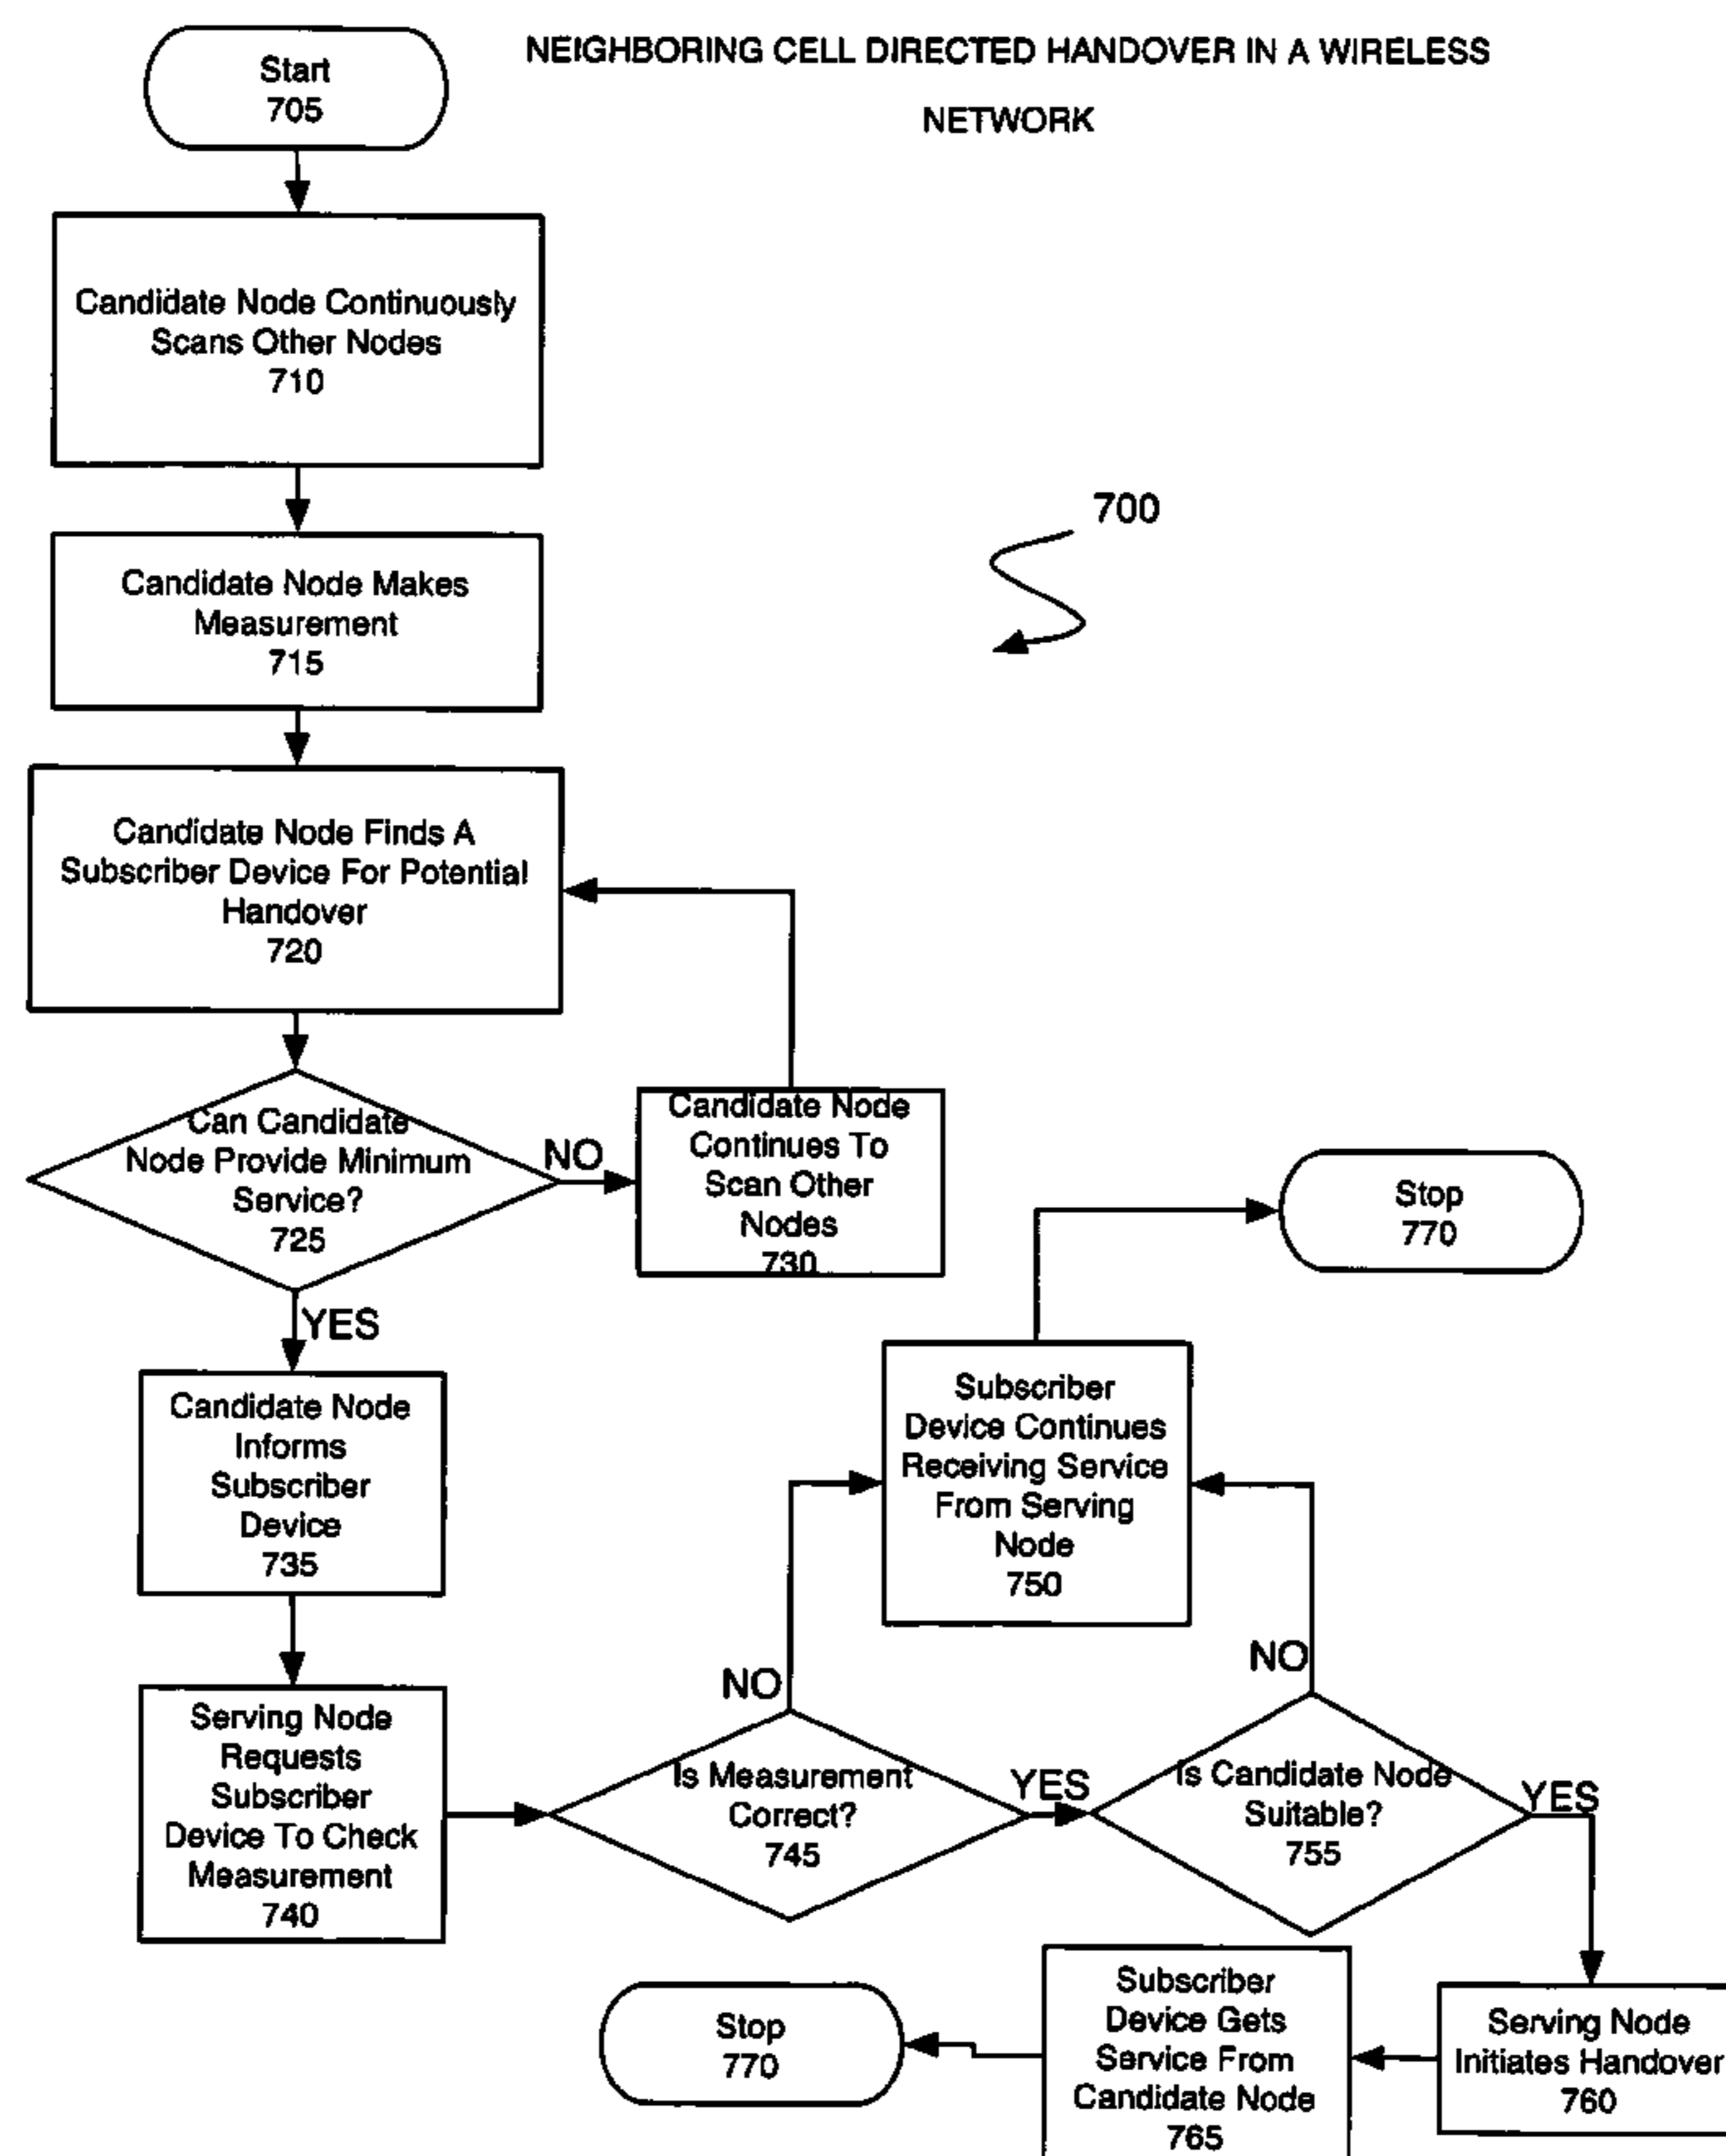 NEIGHBORING CELL DIRECTED HANDOVER IN A WIRELESS
NETWORK
Start
705
Candidate Node Continuously
Scans Other Nodes
710
700
Candidate Node Makes
Measurement
715
Candidate Node Finds A
Subscriber Device For Potential
Handover
720
Can Candidate
Node Provide Minimum
Service?
725
NO
Candidate Node
Continues To
Scan Other
Nodes
730
YES
Stop
770
Candidate Node
Informs
Subscriber
Device
735
Subscriber
Device Continues
Receiving Service
From Serving
Node
750
Serving Node
Requests
Subscriber
Device To Check
Measurement
740
NO
Is Measurement
Correct?
745
YES
NO
Is Candidate Node
Suitable?
755
YES
Serving Node
Initiates Handover
760
Subscriber
Device Gets
Service From
Candidate Node
765
Stop
770